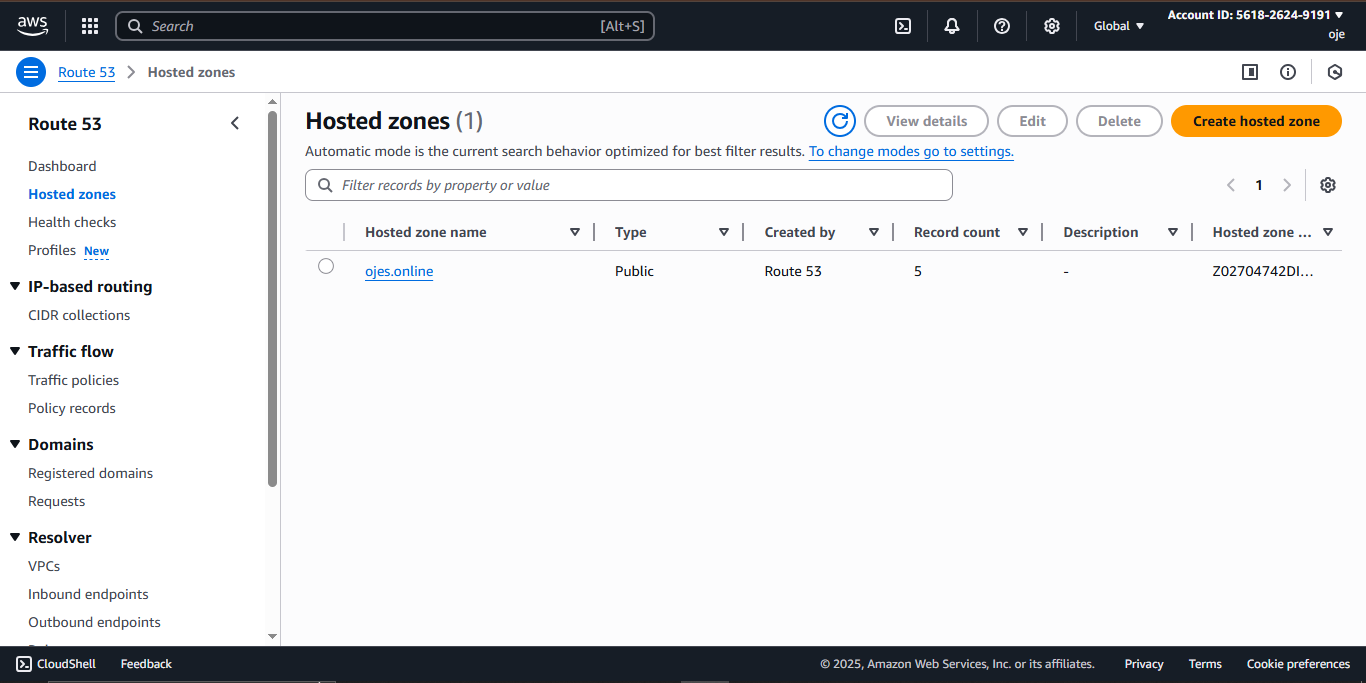 aws
Search [Alt+S]
Global
Account ID: 5618-2624-9191
oje
Route 53 Hosted zones
Route 53
Dashboard
Hosted zones
Health checks
Profiles New
IP-based routing
CIDR collections
Traffic flow
Traffic policies
Policy records
Domains
Registered domains
Requests
Resolver
VPCs
Inbound endpoints
Outbound endpoints
Hosted zones (1)
View details Edit Delete Create hosted zone
Automatic mode is the current search behavior optimized for best filter results. To change modes go to settings.
Filter records by property or value
1
Hosted zone name Type Created by Record count Description Hosted zone ...
ojes.online Public Route 53 5 - Z02704742DI...
CloudShell Feedback © 2025, Amazon Web Services, Inc. or its affiliates. Privacy Terms Cookie preferences